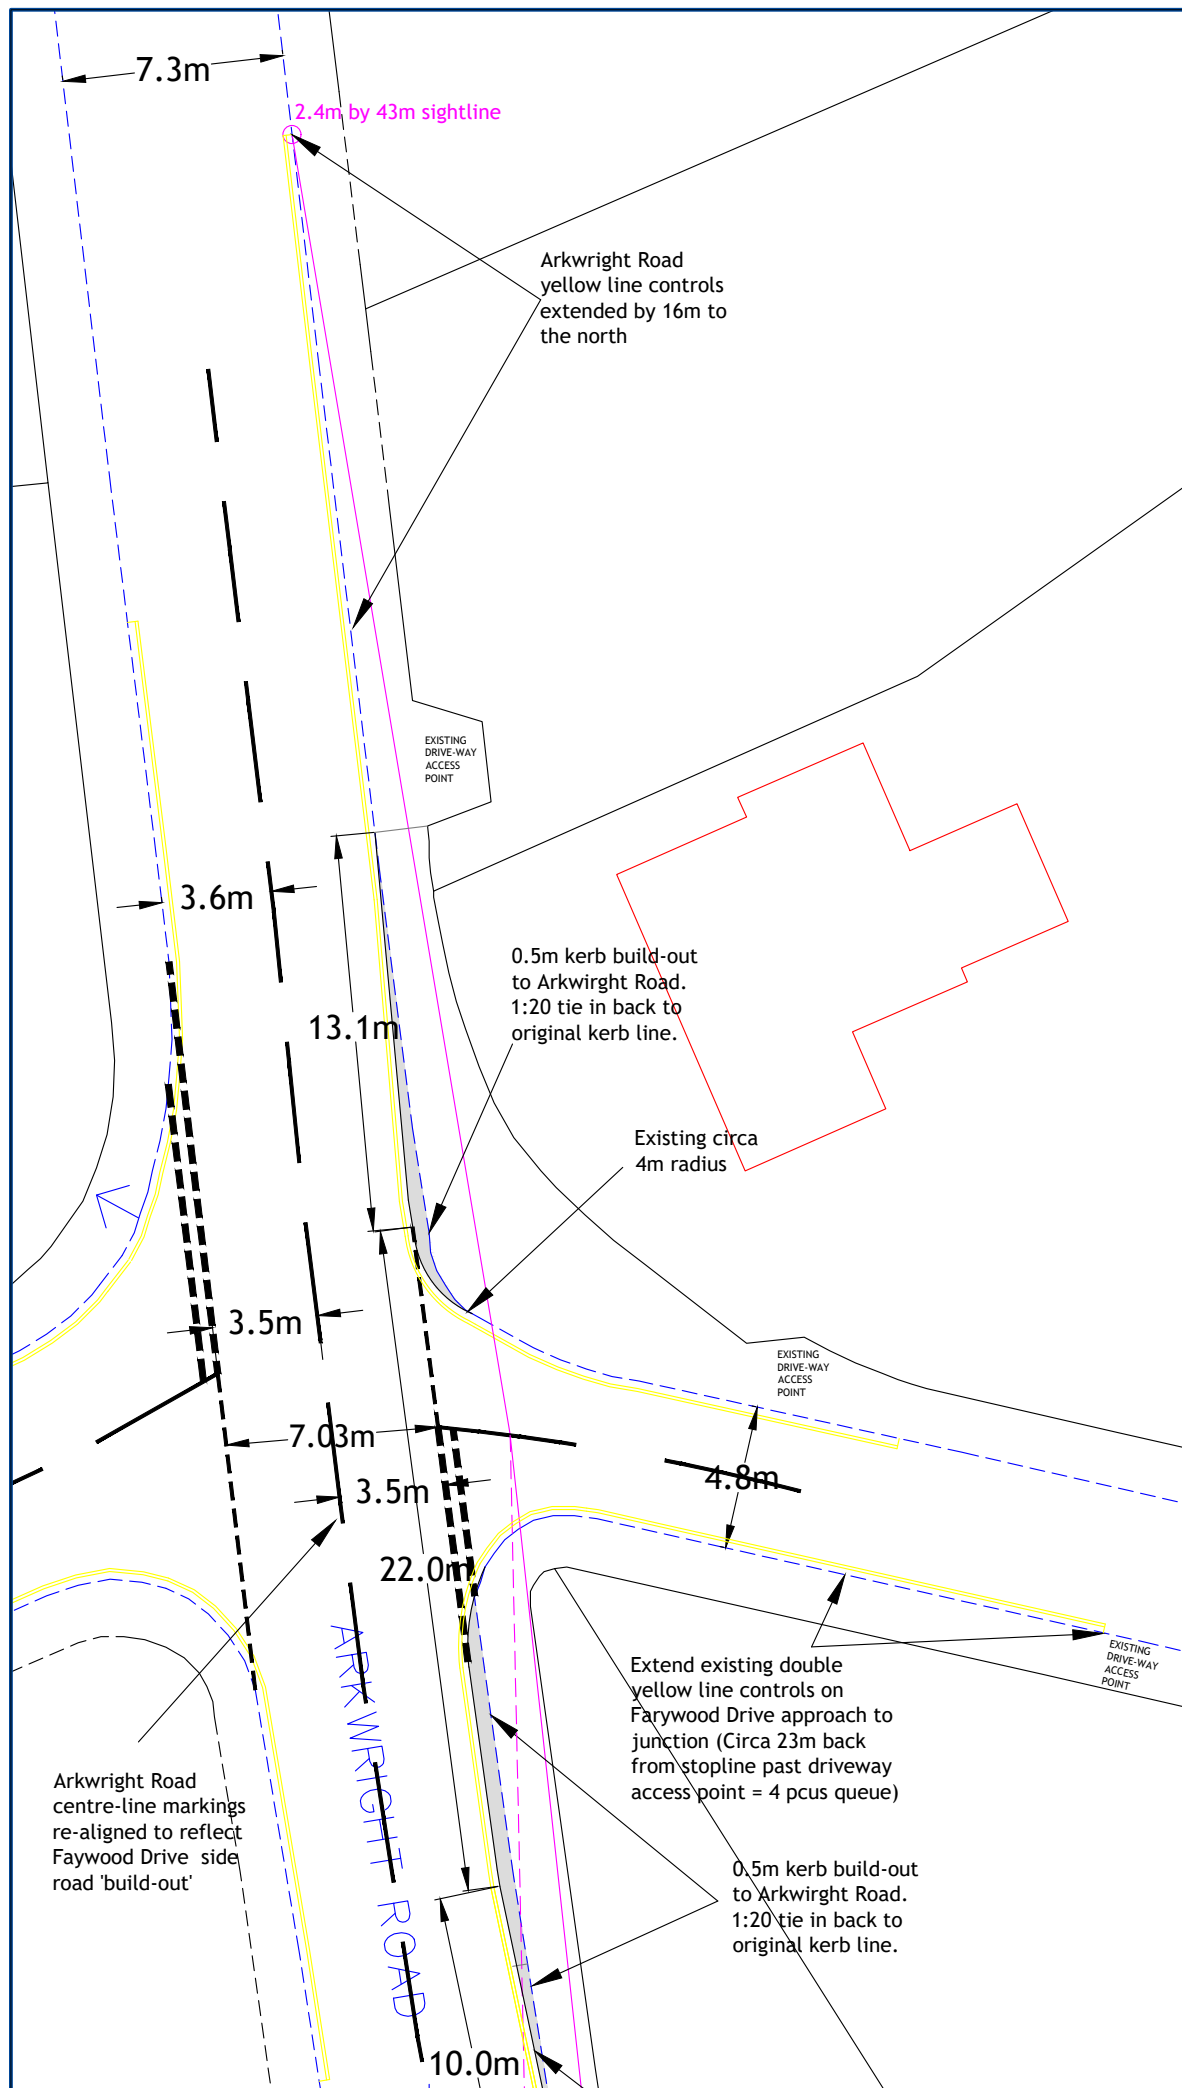 7.3m
2.4m by 43m sightline
Arkwright Road
yellow line controls
extended by 16m to
the north
EXISTING
DRIVE-WAY
ACCESS
POINT
3.6m
0.5m kerb build-out
to Arkwirght Road.
1:20 tie in back to
original kerb line.
13.1m
Existing circa
4m radius
3.5m
EXISTING
DRIVE-WAY
ACCESS
POINT
7.03m
3.5m
4.8m
22.0m
ARKWRIGHT ROAD
EXISTING
DRIVE-WAY
ACCESS
POINT
Extend existing double
yellow line controls on
Farywood Drive approach to
junction (Circa 23m back
from stopline past driveway
access point = 4 pcus queue)
Arkwright Road
centre-line markings
re-aligned to reflect
Faywood Drive side
road 'build-out'
0.5m kerb build-out
to Arkwirght Road.
1:20 tie in back to
original kerb line.
10.0m